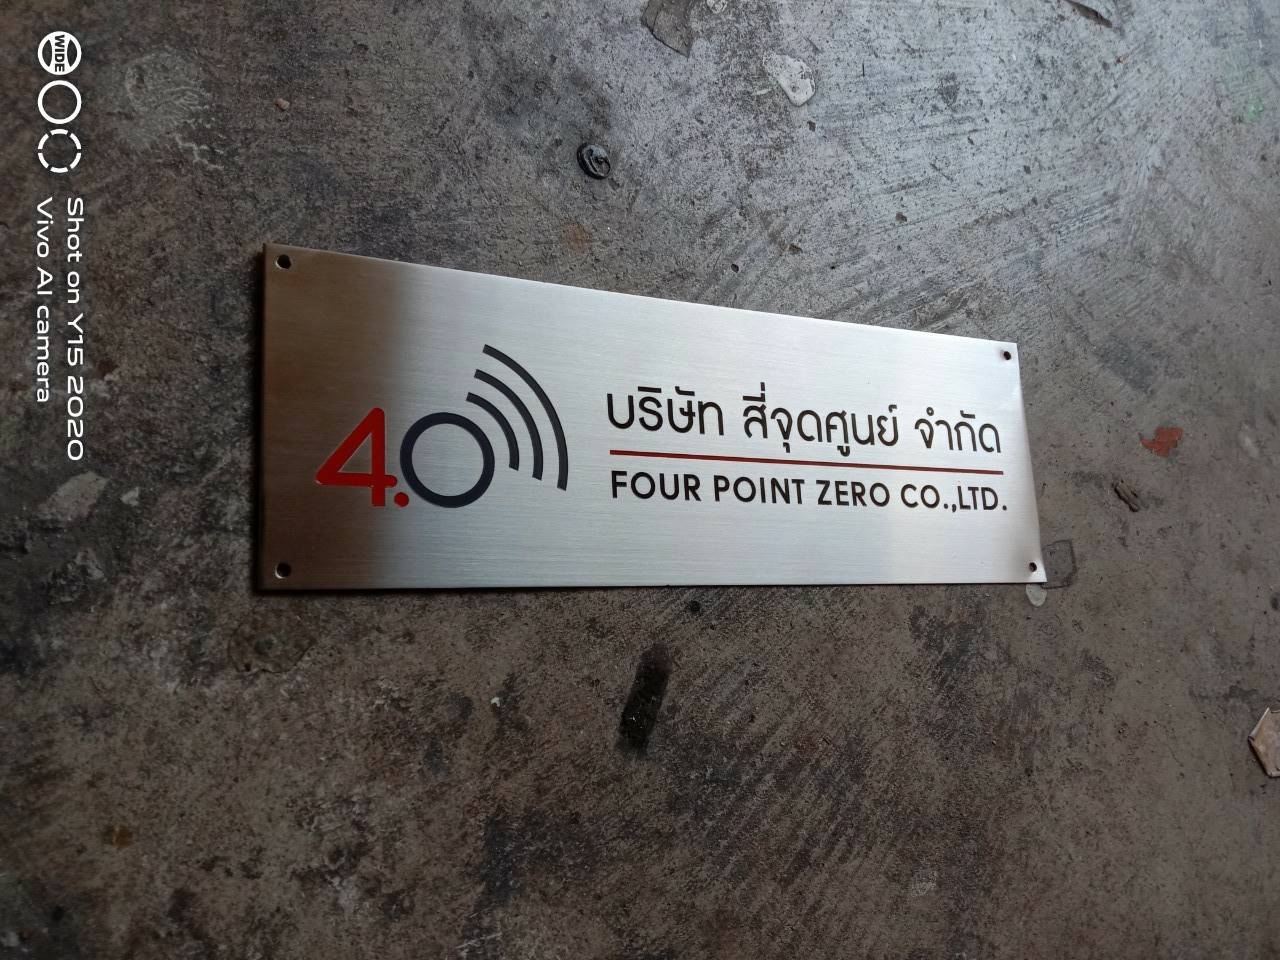 4.0
บริษัท สี่จุดศูนย์ จำกัด
FOUR POINT ZERO CO.,LTD.
WIDE
Shot on Y15 2020
Vivo AI camera